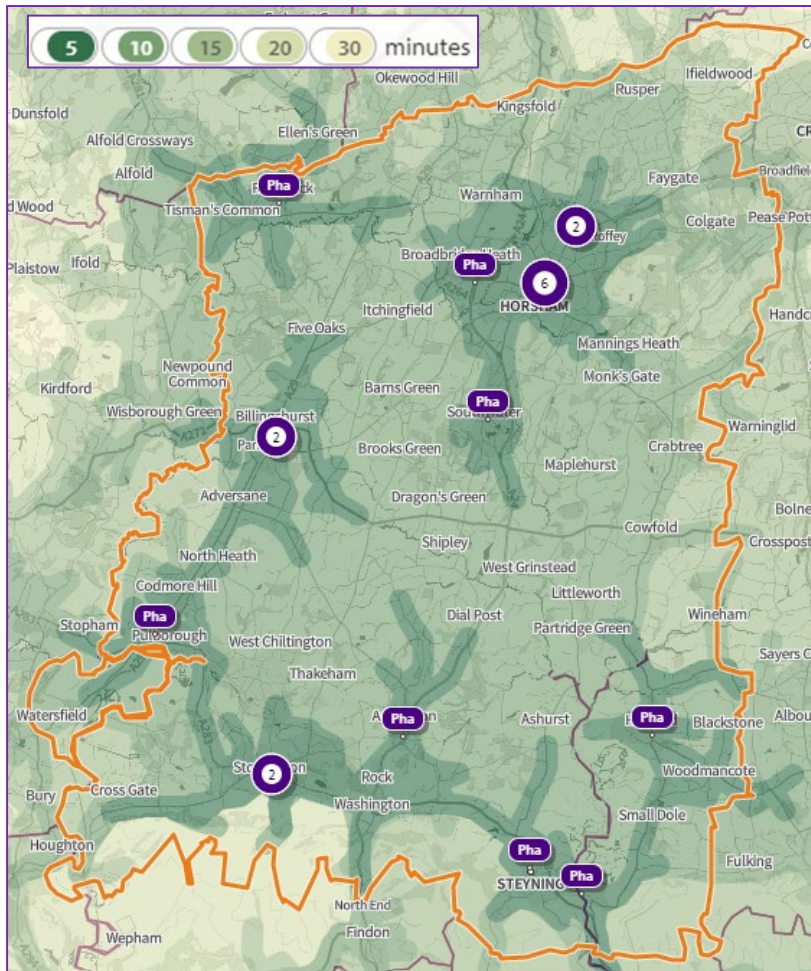 5 10 15 20 30 minutes
Okewood Hill
Ifieldwood
Rusper
Kingsfold
Dunsfold
Ellen's Green
Alfold Crossways
Alfold
Broadfield
Faygate
Pha
Warnham
Tisman's Common
Colgate
Pease Pott
2
Plaistow
Ifold
Broadbridge Heath
Pha
6
HORSHAM
Itchingfield
Five Oaks
Mannings Heath
Newpound
Common
Monk's Gate
Kirdford
Barns Green
Pha
Wisborough Green
Billingshurst
Warninglid
2
Brooks Green
Crabtree
Maplehurst
Adversane
Dragon's Green
Cowfold
Shipley
North Heath
West Grinstead
Codmore Hill
Littleworth
Pha
Dial Post
Wineham
Stopham
Pulborough
West Chiltington
Partridge Green
Thakeham
Watersfield
Pha
Ashurst
Pha
Blackstone
2
Rock
Woodmancote
Bury
Cross Gate
Washington
Small Dole
Houghton
Pha
Fulking
STEYNING
Pha
North End
Findon
Wepham